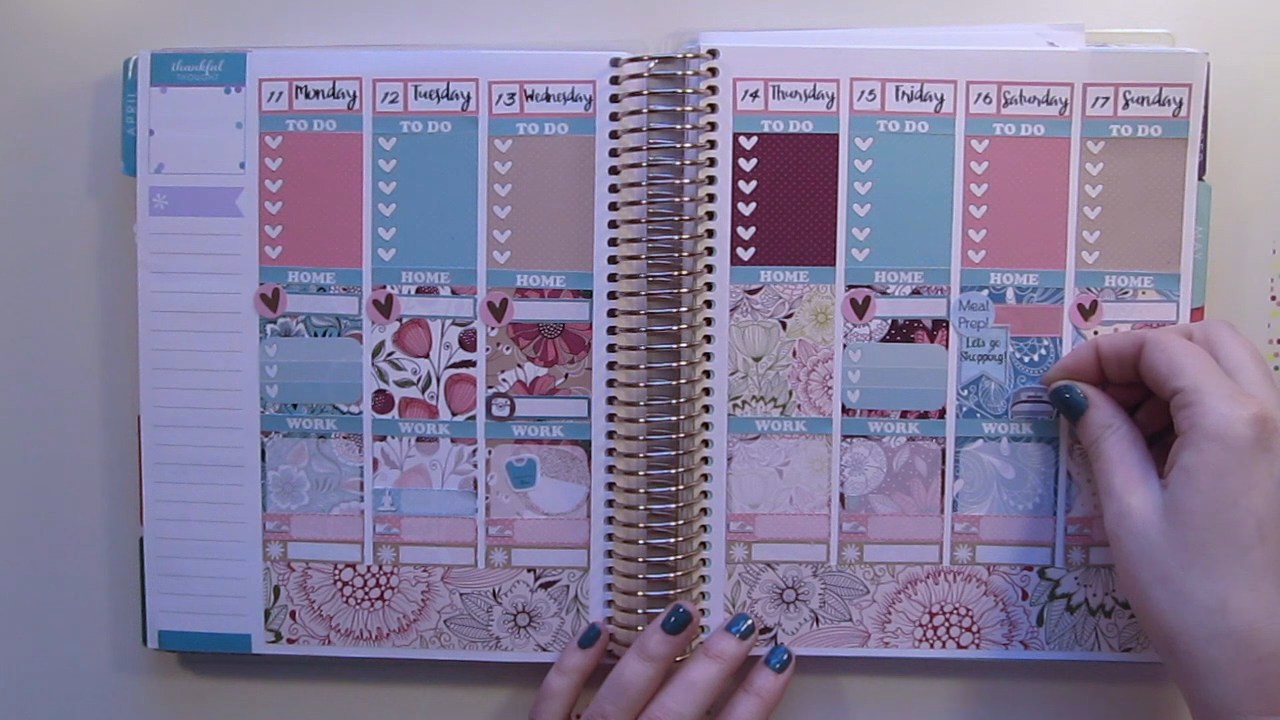 thankful
THOUGHT
APRIL
11 Monday
TO DO
HOME
WORK
12 Tuesday
TO DO
HOME
WORK
13 Wednesday
TO DO
HOME
WORK
14 Thursday
TO DO
HOME
WORK
15 Friday
TO DO
HOME
WORK
16 Saturday
TO DO
HOME
Meal
Prep!
Let's go
Shopping!
WORK
17 Sunday
TO DO
HOME